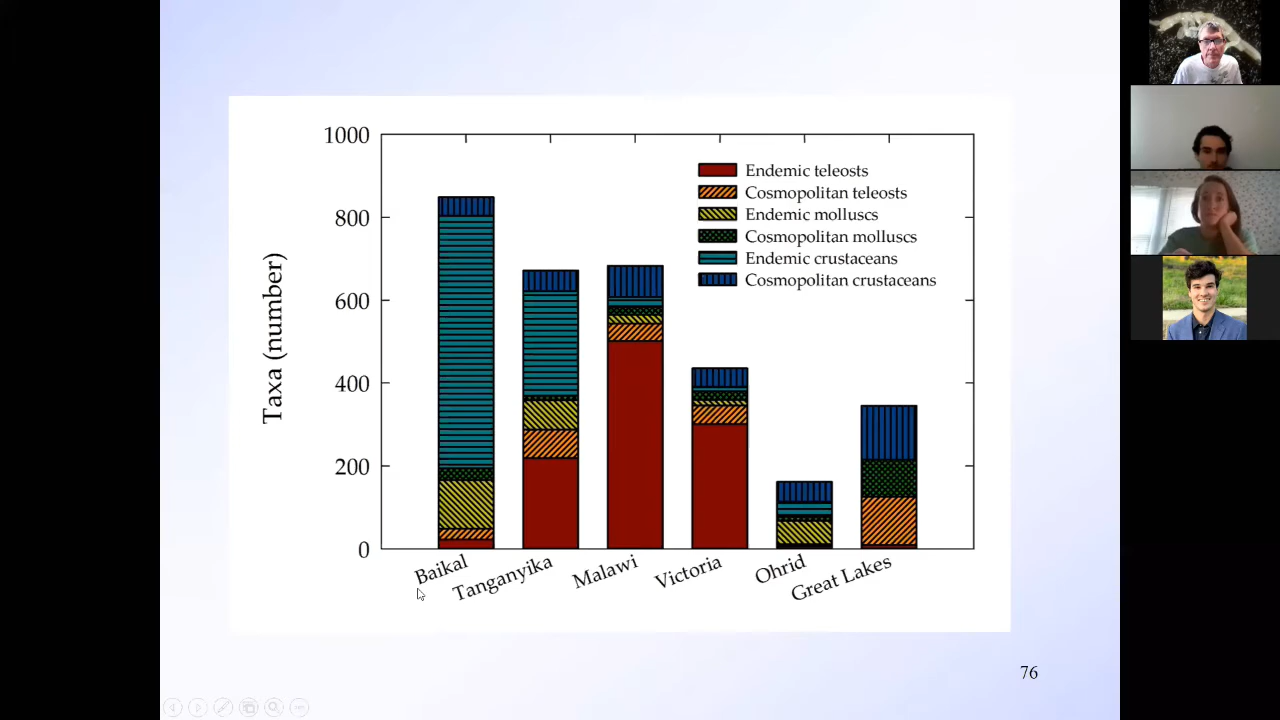 1000
800
600
400
200
0
Taxa (number)
Endemic teleosts
Cosmopolitan teleosts
Endemic molluscs
Cosmopolitan molluscs
Endemic crustaceans
Cosmopolitan crustaceans
Baikal
Tanganyika
Malawi
Victoria
Ohrid
Great Lakes
76